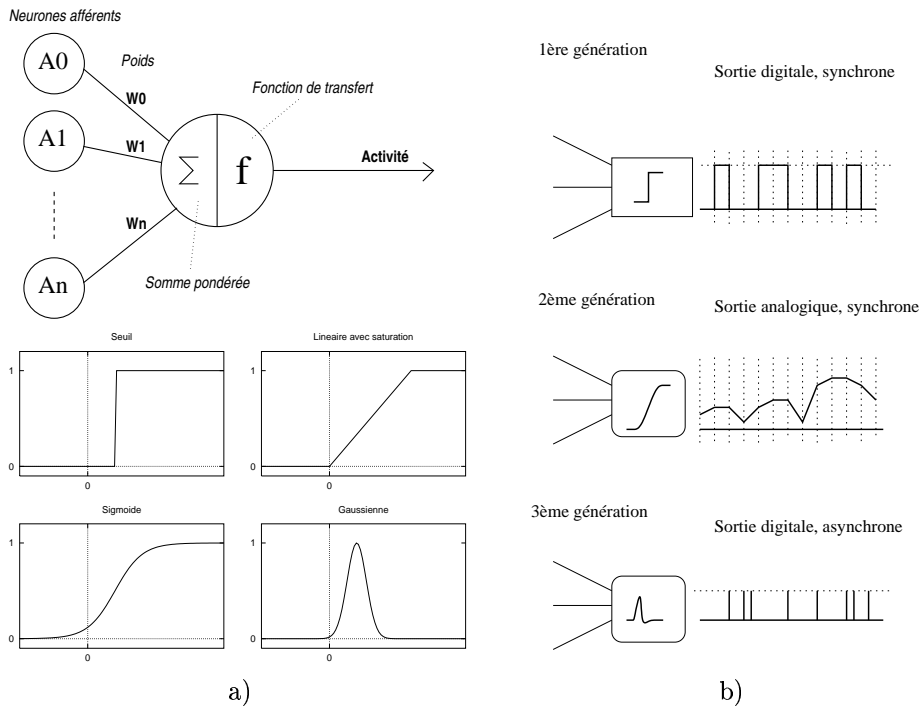 Neurones afférents
A0
Poids
W0
Fonction de transfert
A1
W1
Σ
f
Activité
Wn
An
Somme pondérée
Seuil
1
0
0
Lineaire avec saturation
1
0
0
Sigmoide
1
0
0
Gaussienne
1
0
0
a)
1ère génération
Sortie digitale, synchrone
2ème génération
Sortie analogique, synchrone
3ème génération
Sortie digitale, asynchrone
b)